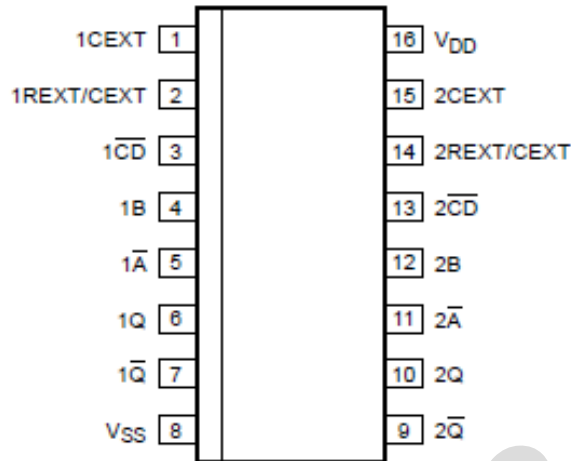 1CEXT 1 16 VDD
1REXT/CEXT 2 15 2CEXT
1C̅D̅ 3 14 2REXT/CEXT
1B 4 13 2C̅D̅
1A̅ 5 12 2B
1Q 6 11 2A̅
1Q̅ 7 10 2Q
VSS 8 9 2Q̅